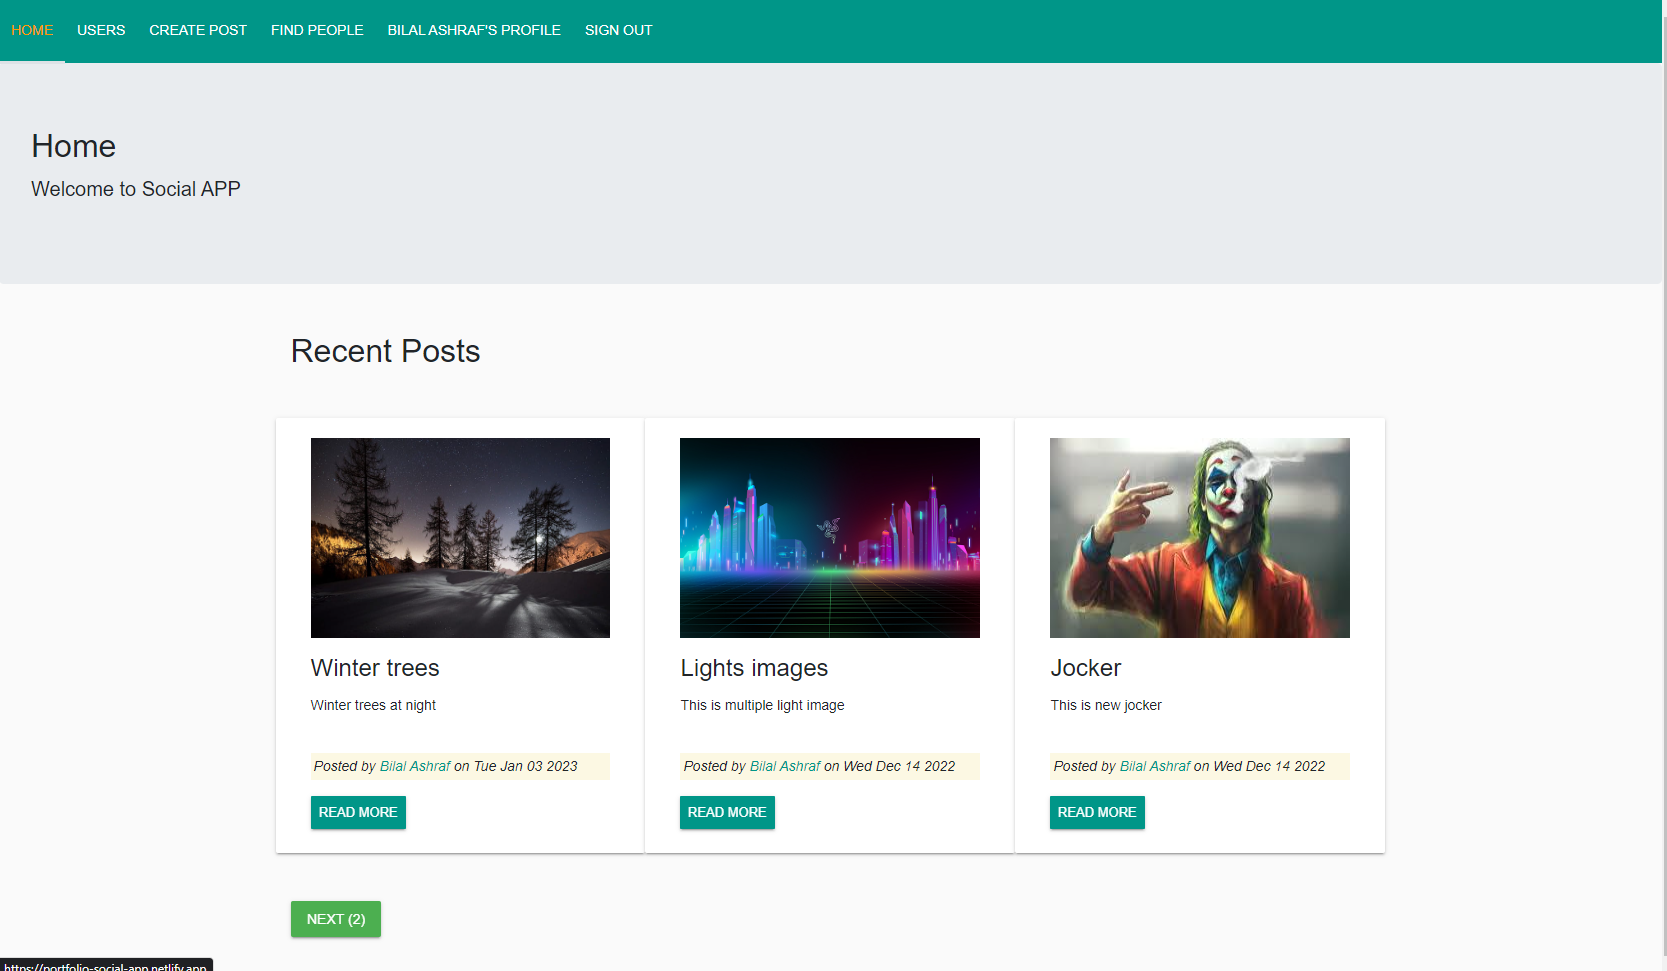 HOME USERS CREATE POST FIND PEOPLE BILAL ASHRAF'S PROFILE SIGN OUT
Home
Welcome to Social APP
Recent Posts
Winter trees
Winter trees at night
Posted by Bilal Ashraf on Tue Jan 03 2023
READ MORE
Lights images
This is multiple light image
Posted by Bilal Ashraf on Wed Dec 14 2022
READ MORE
Jocker
This is new jocker
Posted by Bilal Ashraf on Wed Dec 14 2022
READ MORE
NEXT (2)
https://portfolio-social-app.netlify.app